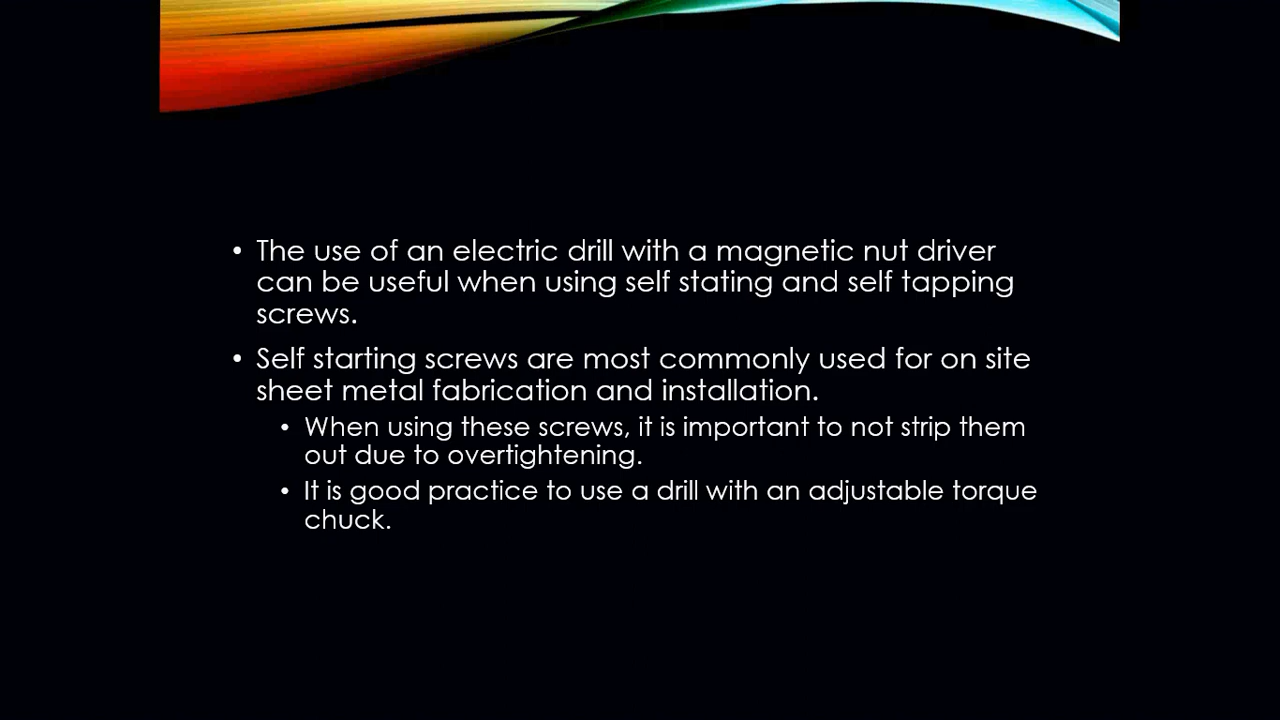 • The use of an electric drill with a magnetic nut driver
can be useful when using self stating and self tapping
screws.
• Self starting screws are most commonly used for on site
sheet metal fabrication and installation.
• When using these screws, it is important to not strip them
out due to overtightening.
• It is good practice to use a drill with an adjustable torque
chuck.